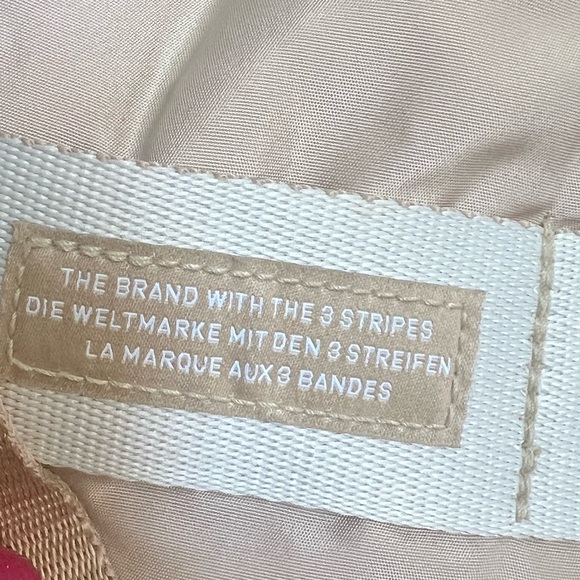 THE BRAND WITH THE 3 STRIPES
DIE WELTMARKE MIT DEN 3 STREIFEN
LA MARQUE AUX 3 BANDES